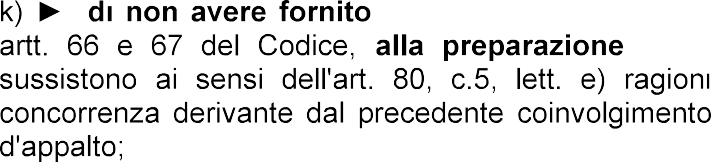 k) ► di non avere fornito
artt. 66 e 67 del Codice, alla preparazione
sussistono ai sensi dell'art. 80, c.5, lett. e) ragioni
concorrenza derivante dal precedente coinvolgimento
d'appalto;